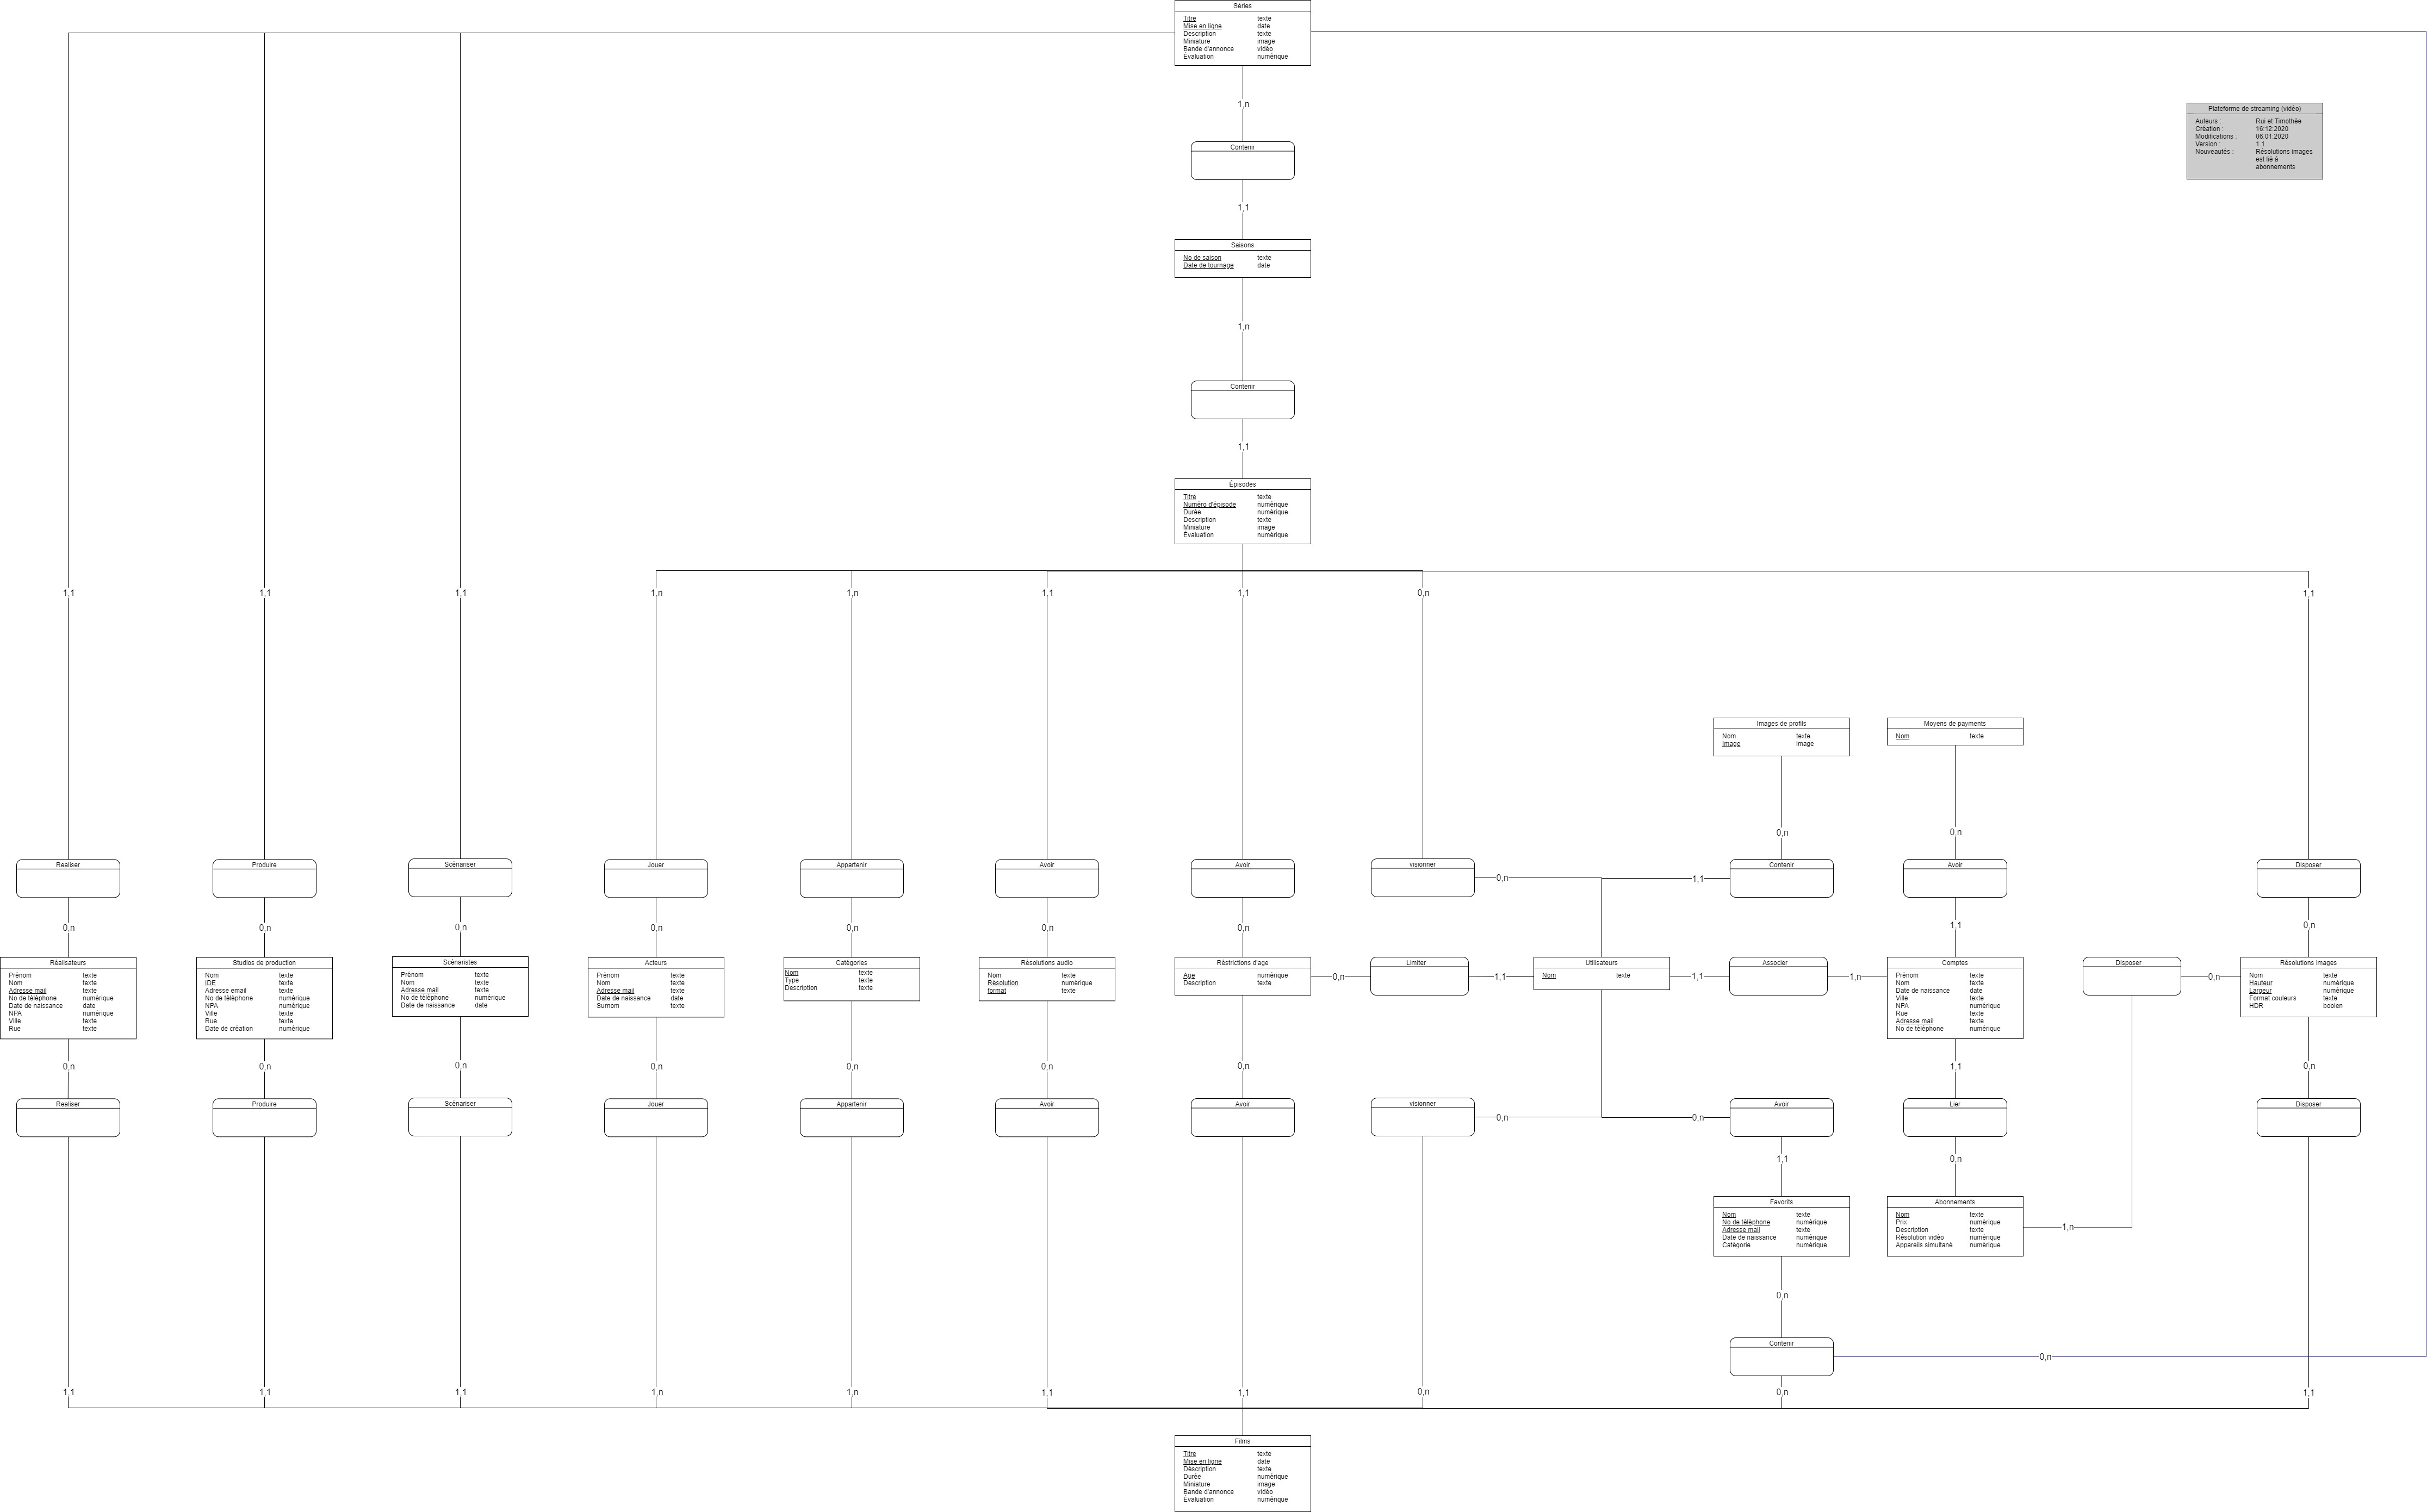 Séries
Titre texte
Mise en ligne date
Description texte
Miniature image
Bande d'annonce vidéo
Évaluation numérique
1,n
Plateforme de streaming (vidéo)
Auteurs : Rui et Timothée
Création : 16.12.2020
Modifications : 06.01.2020
Version : 1.1
Nouveautés : Résolutions images
est lié à
abonnements
Contenir
1,1
Saisons
No de saison texte
Date de tournage date
1,n
Contenir
1,1
Épisodes
Titre texte
Numéro d'épisode numérique
Durée numérique
Description texte
Miniature image
Évaluation numérique
1,1 1,1 1,1 1,n 1,n 1,1 1,1 0,n 1,1
Images de profils
Nom texte
Image image
Moyens de payments
Nom texte
0,n 0,n
Realiser Produire Scénariser Jouer Appartenir Avoir Avoir visionner Contenir Avoir Disposer
0,n 1,1
0,n 0,n 0,n 0,n 0,n 0,n 0,n 1,1 0,n
Réalisateurs
Prénom texte
Nom texte
Adresse mail texte
No de téléphone numérique
Date de naissance date
NPA numérique
Ville texte
Rue texte
Studios de production
Nom texte
IDE texte
Adresse email texte
No de téléphone numérique
NPA numérique
Ville texte
Rue texte
Date de création numérique
Scénaristes
Prénom texte
Nom texte
Adresse mail texte
No de téléphone numérique
Date de naissance date
Acteurs
Prénom texte
Nom texte
Adresse mail texte
Date de naissance date
Surnom texte
Catégories
Nom texte
Type texte
Description texte
Résolutions audio
Nom texte
Résolution numérique
format texte
Réstrictions d'age
Age numérique
Description texte
0,n
Limiter
1,1
Utilisateurs
Nom texte
1,1
Associer
1,n
Comptes
Prénom texte
Nom texte
Date de naissance date
Ville texte
NPA numérique
Rue texte
Adresse mail texte
No de téléphone numérique
Disposer
0,n
Résolutions images
Nom texte
Hauteur numérique
Largeur numérique
Format couleurs texte
HDR boolen
0,n 0,n 0,n 0,n 0,n 0,n 0,n 1,1 0,n
Realiser Produire Scénariser Jouer Appartenir Avoir Avoir visionner Avoir Lier Disposer
0,n 0,n
1,1 0,n
Favorits
Nom texte
No de téléphone numérique
Adresse mail texte
Date de naissance numérique
Catégorie numérique
Abonnements
Nom texte
Prix numérique
Description texte
Résolution vidéo numérique
Appareils simultané numérique
1,n
0,n
Contenir
0,n
1,1 1,1 1,1 1,n 1,n 1,1 1,1 0,n 0,n 1,1
Films
Titre texte
Mise en ligne date
Déscription texte
Durée numérique
Miniature image
Bande d'annonce vidéo
Évaluation numérique